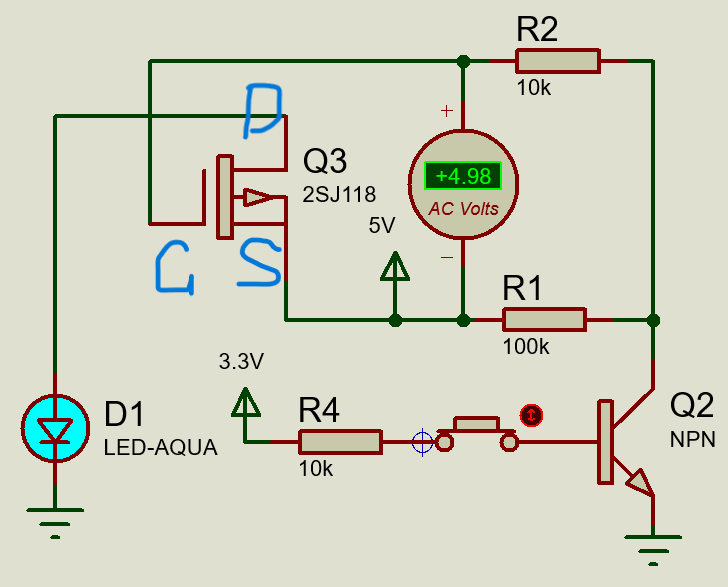 R2
10k
D
+
Q3
2SJ118
+4.98
AC Volts
5V
G S
−
R1
100k
3.3V
R4
10k
D1
LED-AQUA
Q2
NPN